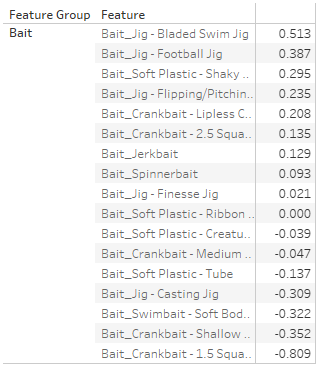 Feature Group Feature
Bait Bait_Jig - Bladed Swim Jig 0.513
Bait_Jig - Football Jig 0.387
Bait_Soft Plastic - Shaky .. 0.295
Bait_Jig - Flipping/Pitchin.. 0.235
Bait_Crankbait - Lipless C.. 0.208
Bait_Crankbait - 2.5 Squa.. 0.135
Bait_Jerkbait 0.129
Bait_Spinnerbait 0.093
Bait_Jig - Finesse Jig 0.021
Bait_Soft Plastic - Ribbon .. 0.000
Bait_Soft Plastic - Creatu.. -0.039
Bait_Crankbait - Medium .. -0.047
Bait_Soft Plastic - Tube -0.137
Bait_Jig - Casting Jig -0.309
Bait_Swimbait - Soft Bod.. -0.322
Bait_Crankbait - Shallow .. -0.352
Bait_Crankbait - 1.5 Squa.. -0.809